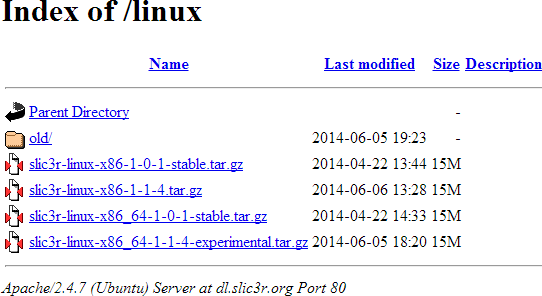 Index of /linux
Name Last modified Size Description
Parent Directory -
old/ 2014-06-05 19:23 -
slic3r-linux-x86-1-0-1-stable.tar.gz 2014-04-22 13:44 15M
slic3r-linux-x86-1-1-4.tar.gz 2014-06-06 13:28 15M
slic3r-linux-x86_64-1-0-1-stable.tar.gz 2014-04-22 14:33 15M
slic3r-linux-x86_64-1-1-4-experimental.tar.gz 2014-06-05 18:20 15M
Apache/2.4.7 (Ubuntu) Server at dl.slic3r.org Port 80